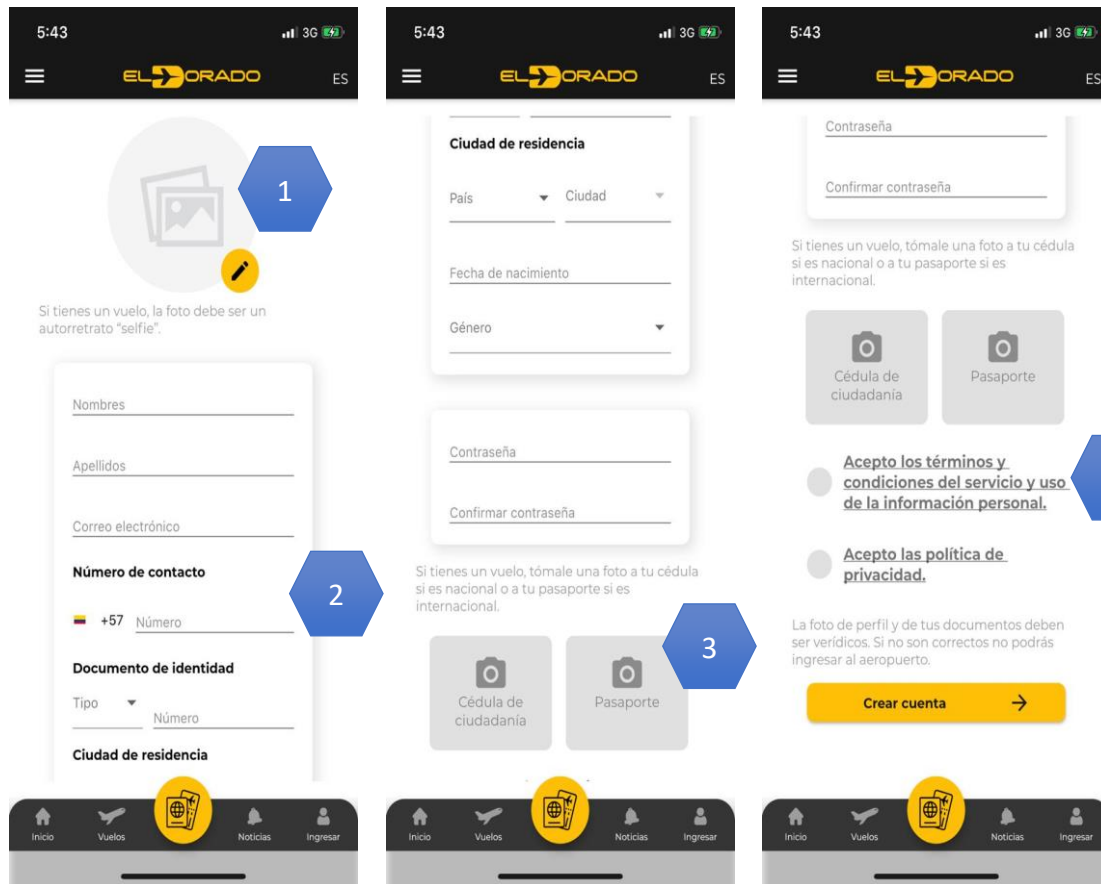 5:43
3G
EL DORADO
ES
1
Si tienes un vuelo, la foto debe ser un
autorretrato “selfie”.
Nombres
Apellidos
Correo electrónico
Número de contacto
2
+57 Número
Documento de identidad
Tipo
Número
Ciudad de residencia
Inicio
Vuelos
Noticias
Ingresar
5:43
3G
EL DORADO
ES
Ciudad de residencia
País
Ciudad
Fecha de nacimiento
Género
Contraseña
Confirmar contraseña
Si tienes un vuelo, tómale una foto a tu cédula
si es nacional o a tu pasaporte si es
internacional.
3
Cédula de
ciudadanía
Pasaporte
Inicio
Vuelos
Noticias
Ingresar
5:43
3G
EL DORADO
ES
Contraseña
Confirmar contraseña
Si tienes un vuelo, tómale una foto a tu cédula
si es nacional o a tu pasaporte si es
internacional.
Cédula de
ciudadanía
Pasaporte
Acepto los términos y
condiciones del servicio y uso
de la información personal.
Acepto las política de
privacidad.
La foto de perfil y de tus documentos deben
ser verídicos. Si no son correctos no podrás
ingresar al aeropuerto.
Crear cuenta
Inicio
Vuelos
Noticias
Ingresar